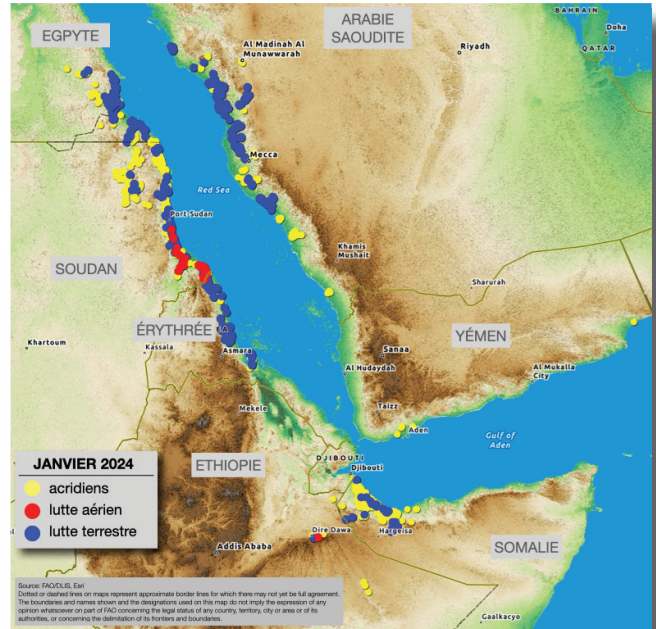 EGPYTE
ARABIE
SAOUDITE
BAHRAIN
Doha
QATAR
Al Madinah Al
Munawwarah
Riyadh
Mecca
Red Sea
Port Sudan
SOUDAN
Khamis
Mushait
Sharurah
ÉRYTHRÉE
YÉMEN
Khartoum
Kassala
Asmara
Sanaa
Al Hudaydah
Al Mukalla
City
Mekele
Taizz
Aden
Gulf of
Aden
JANVIER 2024
acridiens
lutte aérien
lutte terrestre
ETHIOPIE
DJIBOUTI
Djibouti
Dire Dawa
Hargeisa
Addis Ababa
SOMALIE
Gaalkacyo
Source: FAO/DLIS, Esri
Dotted or dashed lines on maps represent approximate border lines for which there may not yet be full agreement.
The boundaries and names shown and the designations used on this map do not imply the expression of any
opinion whatsoever on part of FAO concerning the legal status of any country, territory, city or area or of its
authorities, or concerning the delimitation of its frontiers and boundaries.